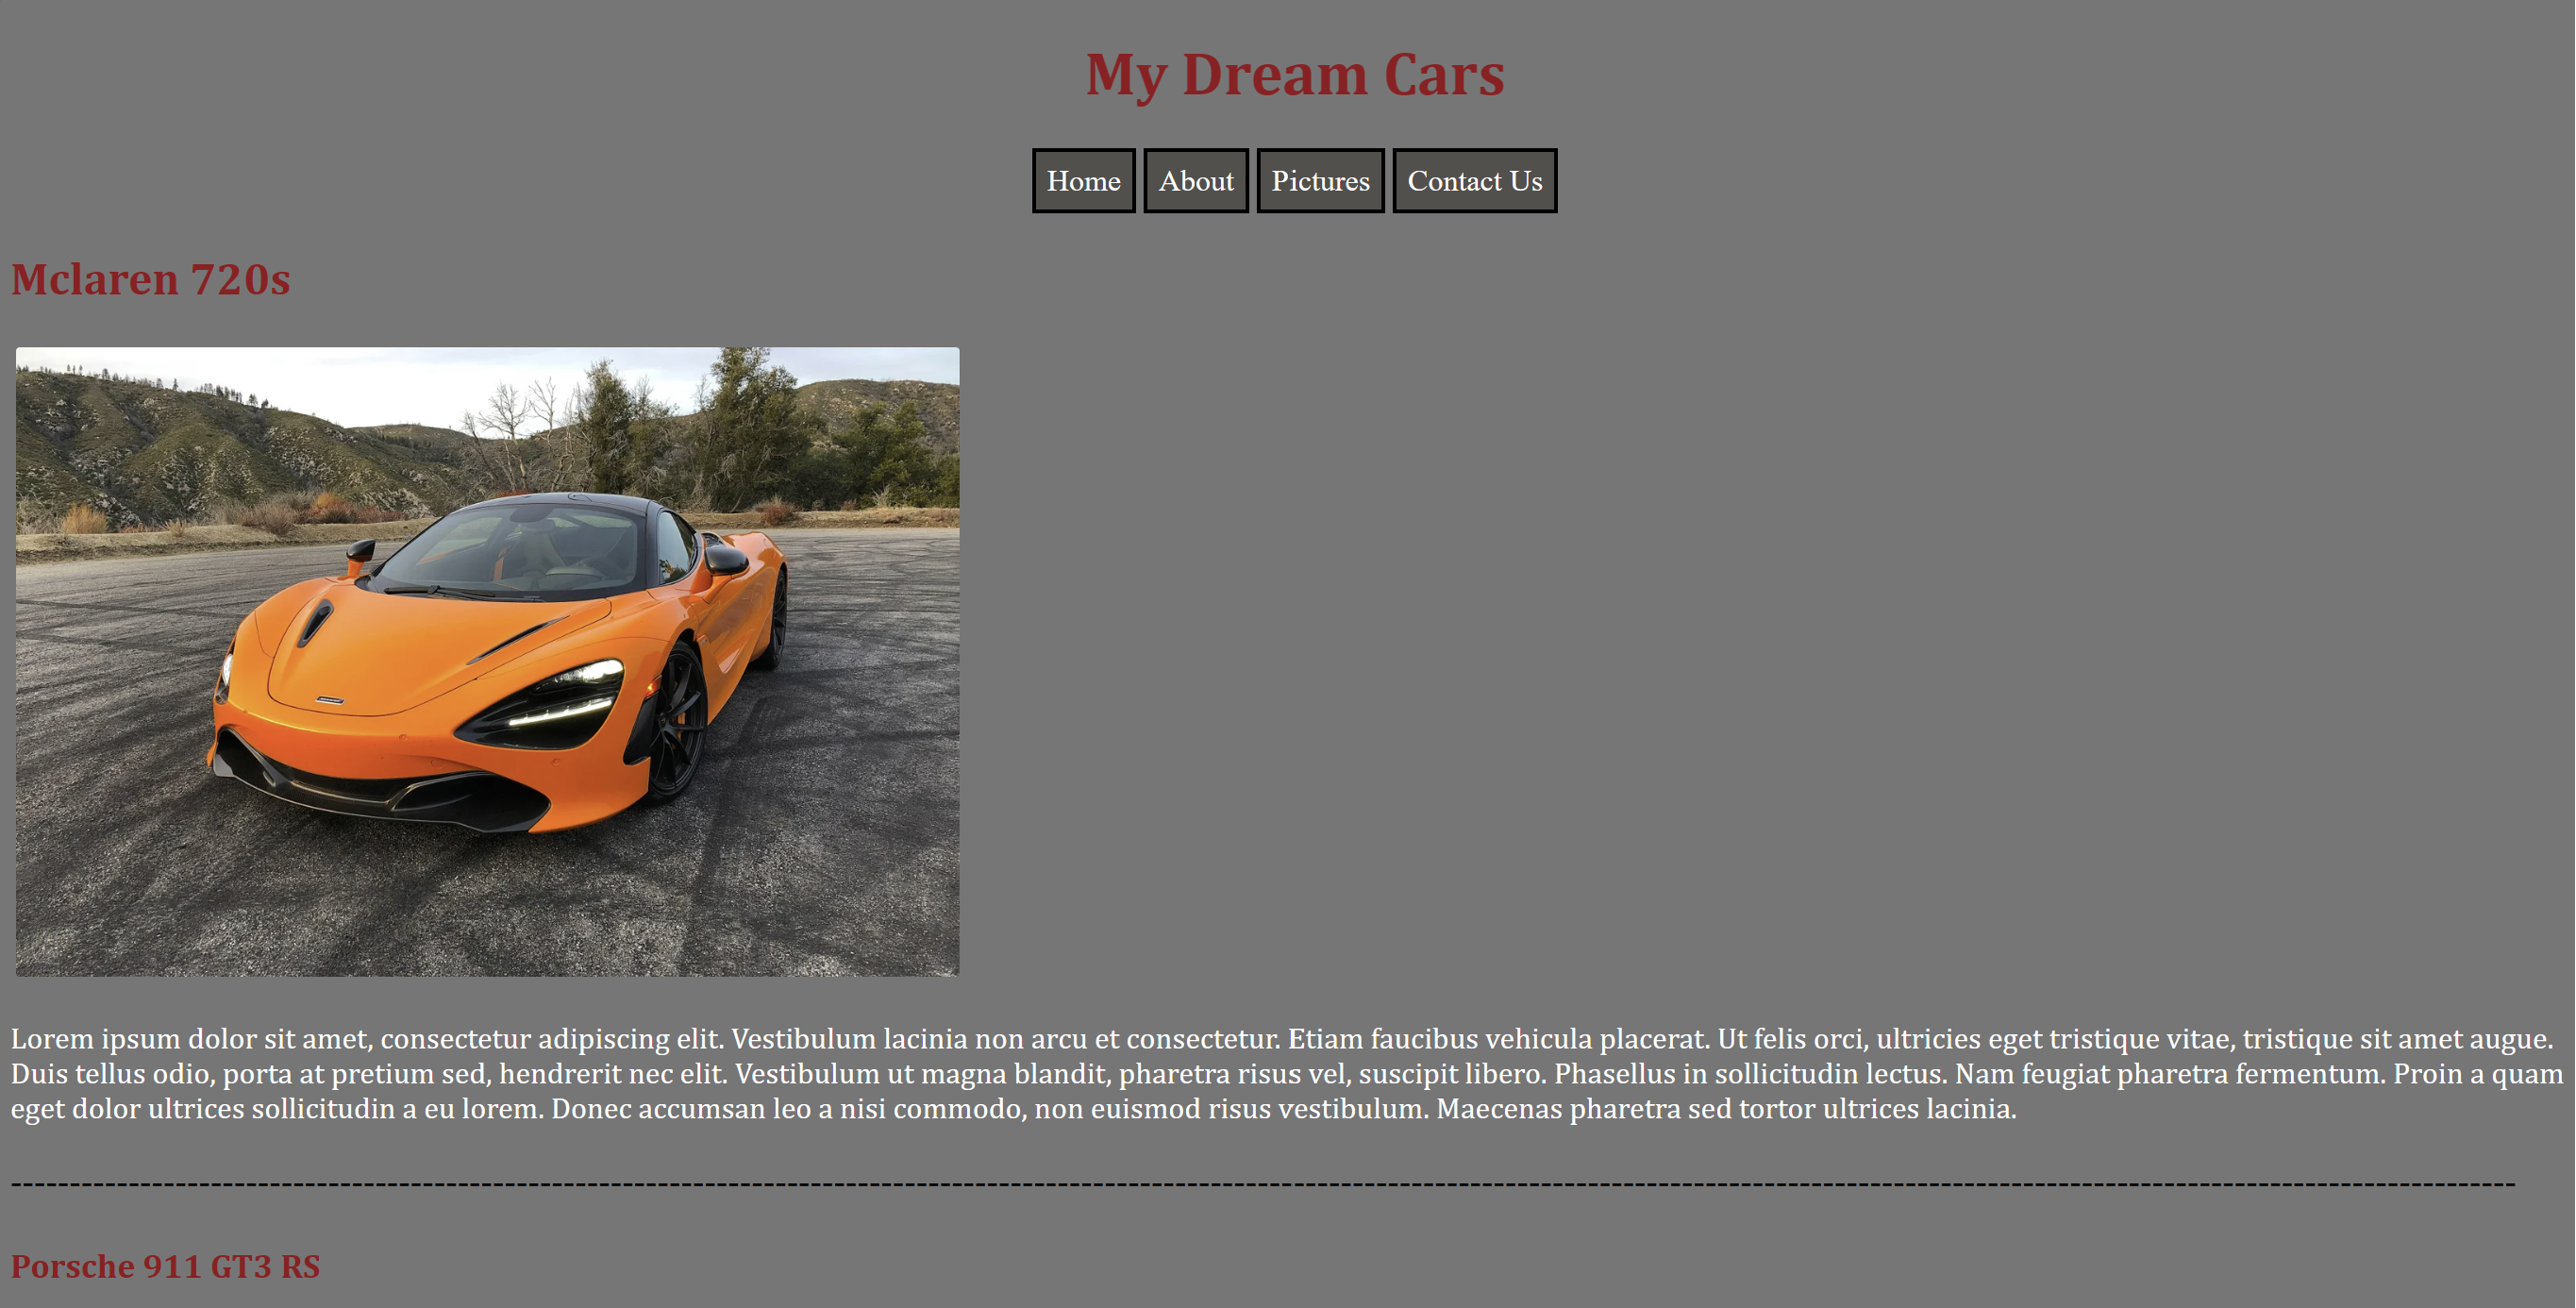 My Dream Cars
Home About Pictures Contact Us
Mclaren 720s
Lorem ipsum dolor sit amet, consectetur adipiscing elit. Vestibulum lacinia non arcu et consectetur. Etiam faucibus vehicula placerat. Ut felis orci, ultricies eget tristique vitae, tristique sit amet augue.
Duis tellus odio, porta at pretium sed, hendrerit nec elit. Vestibulum ut magna blandit, pharetra risus vel, suscipit libero. Phasellus in sollicitudin lectus. Nam feugiat pharetra fermentum. Proin a quam
eget dolor ultrices sollicitudin a eu lorem. Donec accumsan leo a nisi commodo, non euismod risus vestibulum. Maecenas pharetra sed tortor ultrices lacinia.
Porsche 911 GT3 RS